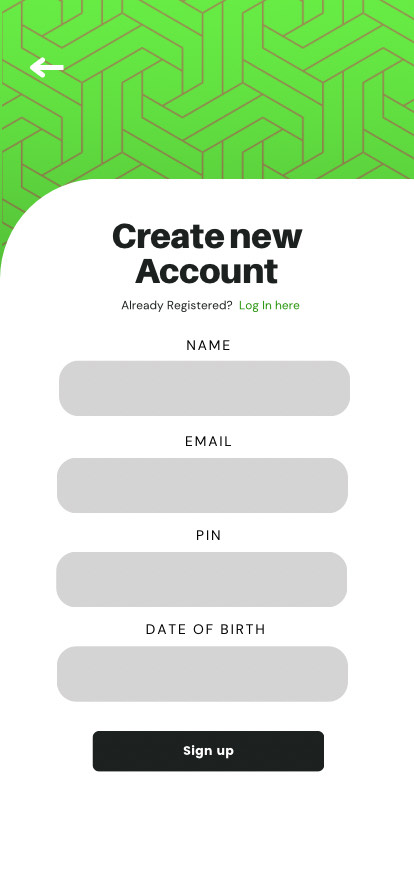 Create new
Account
Already Registered? Log In here
NAME
EMAIL
PIN
DATE OF BIRTH
Sign up